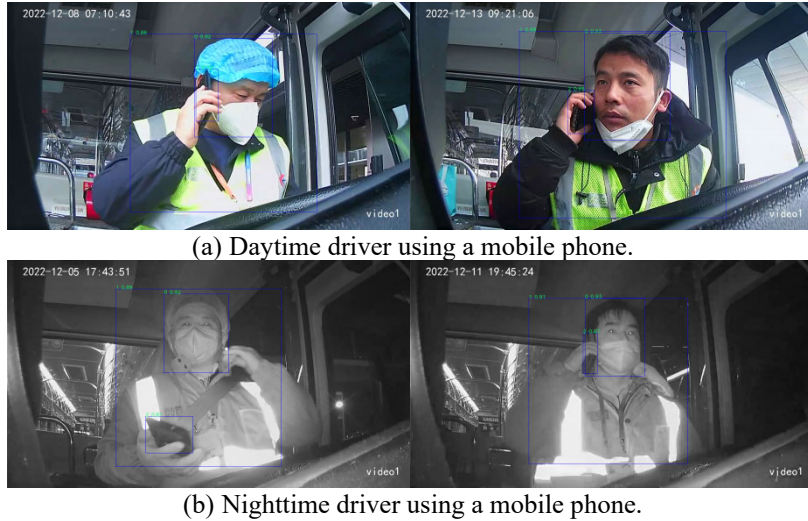 2022-12-08 07:10:43
2022-12-13 09:21:06
video1
video1
(a) Daytime driver using a mobile phone.
2022-12-05 17:43:51
2022-12-11 19:45:24
video1
video1
(b) Nighttime driver using a mobile phone.